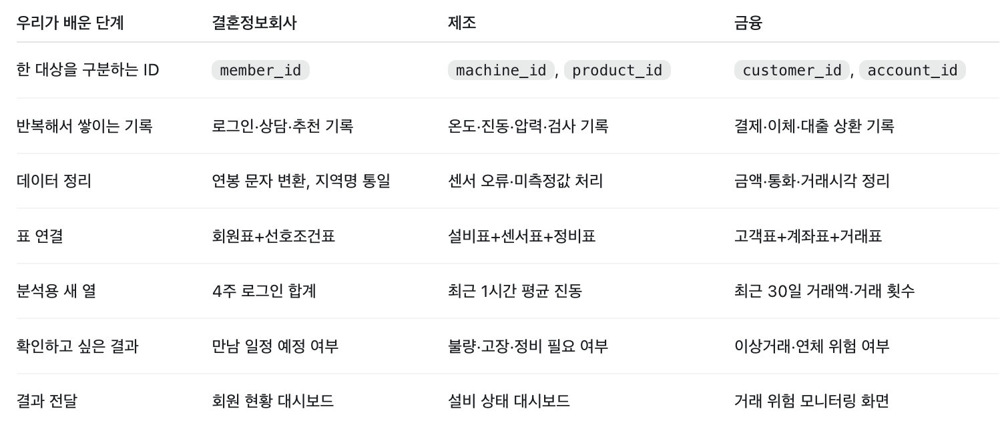 우리가 배운 단계 결혼정보회사 제조 금융
한 대상을 구분하는 ID member_id machine_id, product_id customer_id, account_id
반복해서 쌓이는 기록 로그인·상담·추천 기록 온도·진동·압력·검사 기록 결제·이체·대출 상환 기록
데이터 정리 연봉 문자 변환, 지역명 통일 센서 오류·미측정값 처리 금액·통화·거래시각 정리
표 연결 회원표+선호조건표 설비표+센서표+정비표 고객표+계좌표+거래표
분석용 새 열 4주 로그인 합계 최근 1시간 평균 진동 최근 30일 거래액·거래 횟수
확인하고 싶은 결과 만남 일정 예정 여부 불량·고장·정비 필요 여부 이상거래·연체 위험 여부
결과 전달 회원 현황 대시보드 설비 상태 대시보드 거래 위험 모니터링 화면